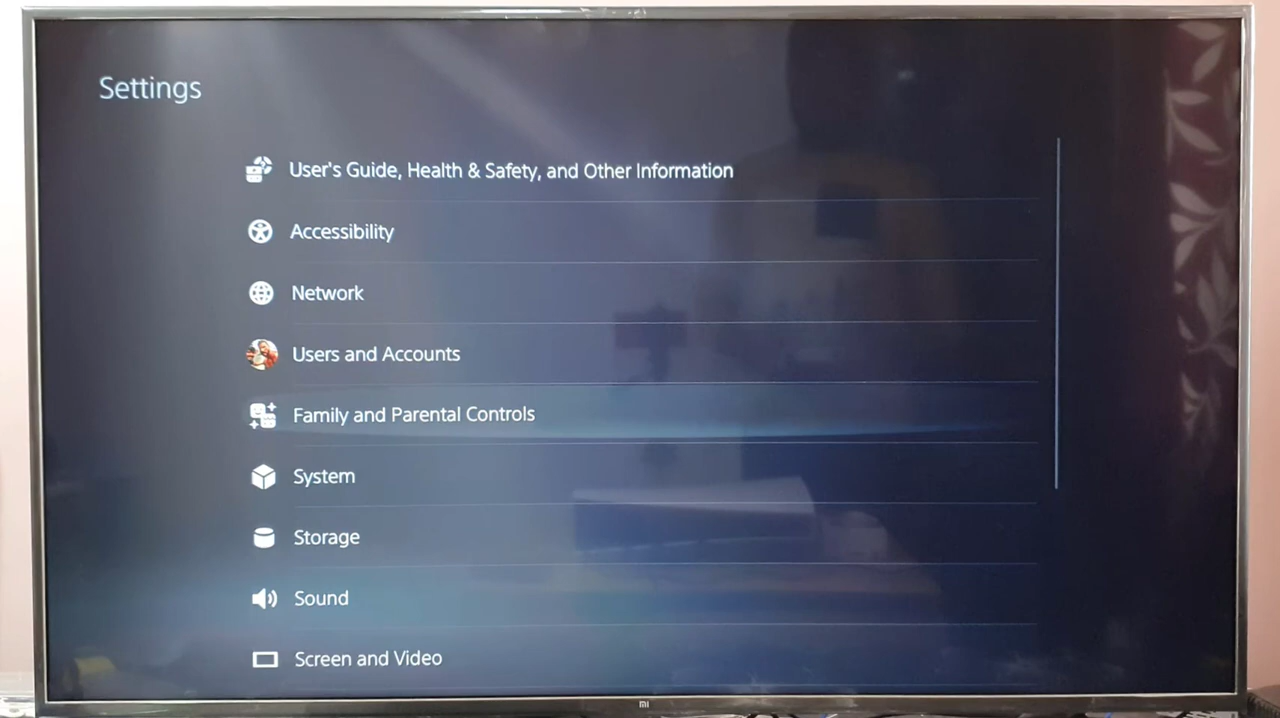 Settings
User's Guide, Health & Safety, and Other Information
Accessibility
Network
Users and Accounts
Family and Parental Controls
System
Storage
Sound
Screen and Video
mi